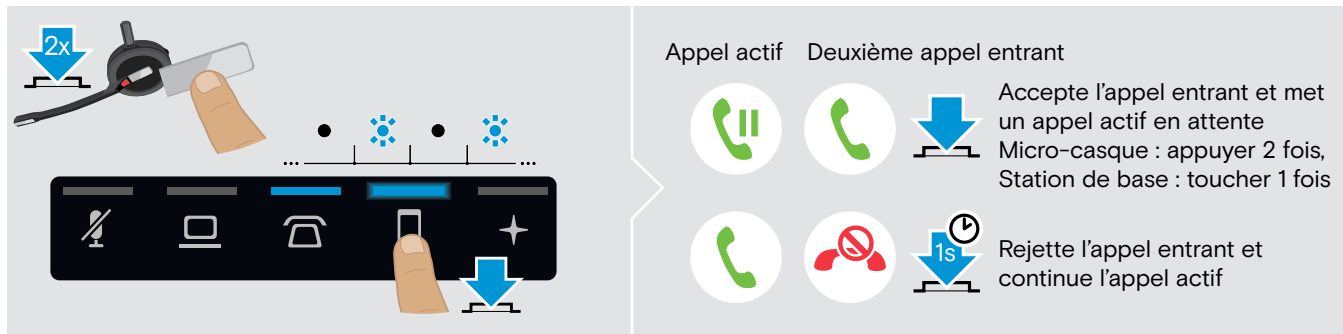 2x
Appel actif
Deuxième appel entrant
Accepte l’appel entrant et met
un appel actif en attente
Micro-casque : appuyer 2 fois,
Station de base : toucher 1 fois
1s
Rejette l’appel entrant et
continue l’appel actif